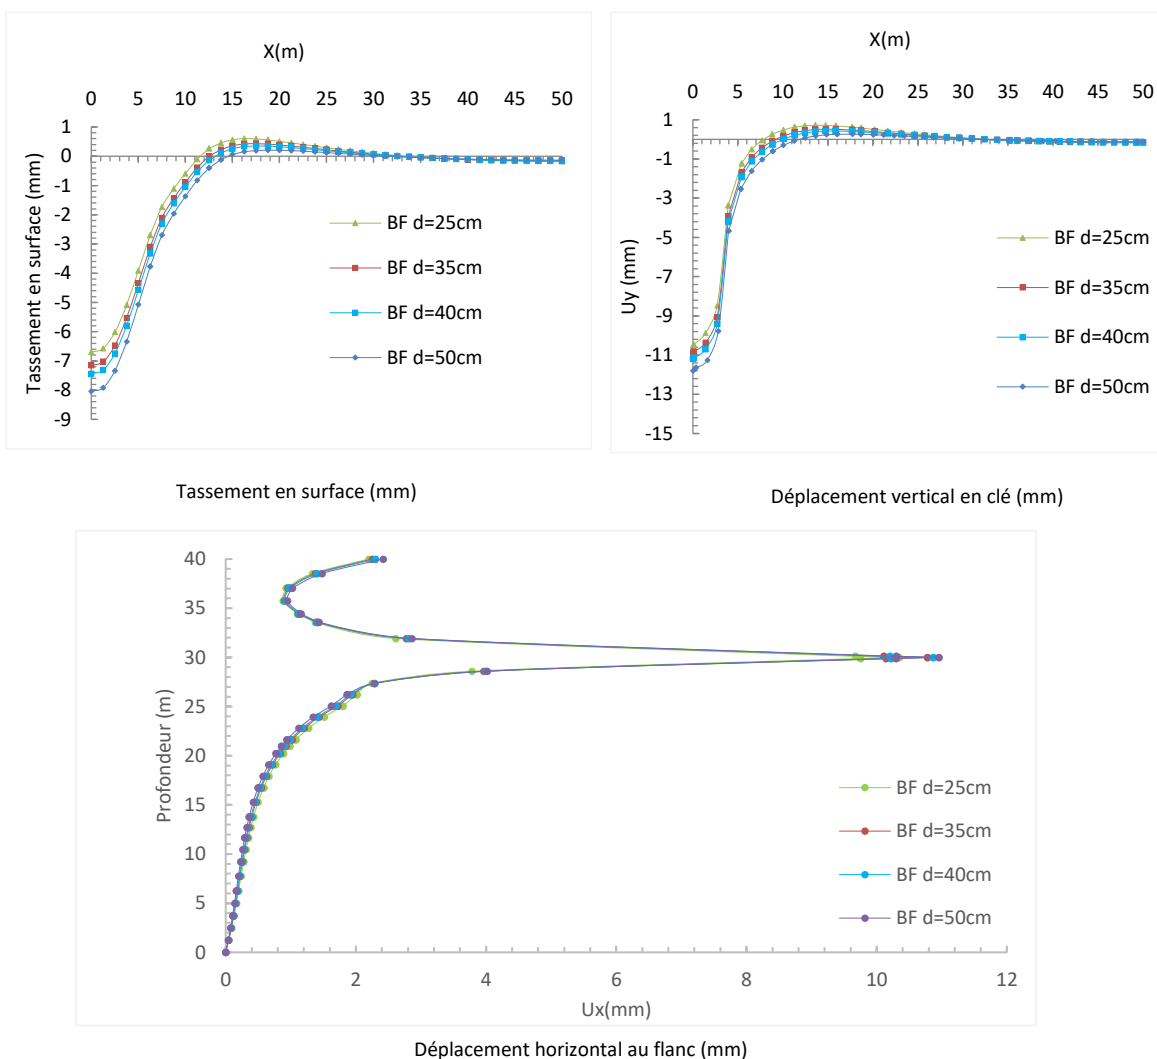 X(m)
0 5 10 15 20 25 30 35 40 45 50
1
0
-1
-2
-3
-4
-5
-6
-7
-8
-9
Tassement en surface (mm)
BF d=25cm
BF d=35cm
BF d=40cm
BF d=50cm
X(m)
0 5 10 15 20 25 30 35 40 45 50
1
-1
-3
-5
-7
-9
-11
-13
-15
Uy (mm)
BF d=25cm
BF d=35cm
BF d=40cm
BF d=50cm
Tassement en surface (mm)
Déplacement vertical en clé (mm)
40
35
30
25
20
15
10
5
0
Profondeur (m)
BF d=25cm
BF d=35cm
BF d=40cm
BF d=50cm
0 2 4 6 8 10 12
Ux(mm)
Déplacement horizontal au flanc (mm)